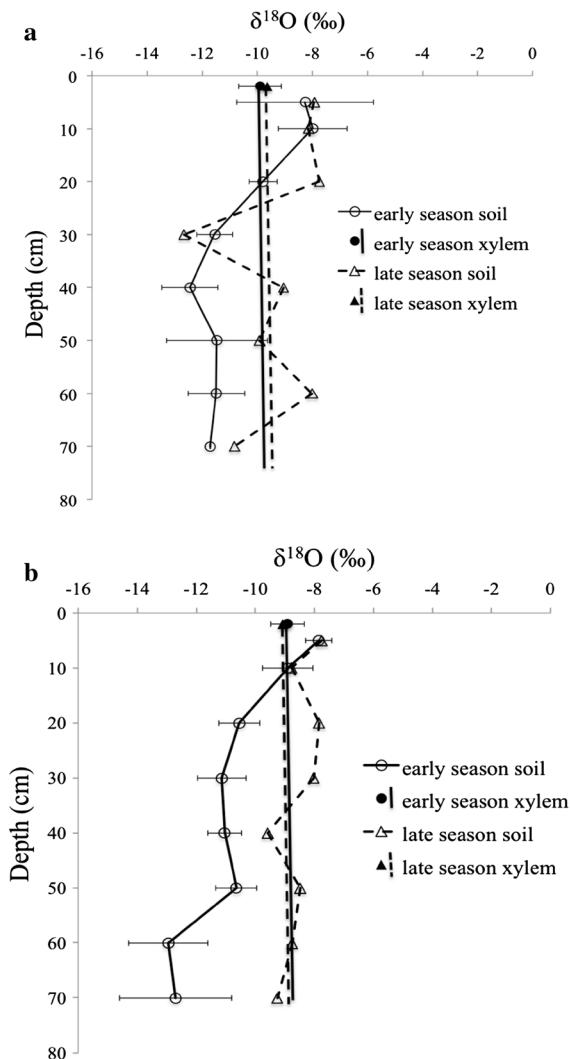 a
δ¹⁸O (‰)
-16 -14 -12 -10 -8 -6 -4 -2 0
0
10
20
30
40
50
60
70
80
Depth (cm)
early season soil
early season xylem
late season soil
late season xylem
b
δ¹⁸O (‰)
-16 -14 -12 -10 -8 -6 -4 -2 0
0
10
20
30
40
50
60
70
80
Depth (cm)
early season soil
early season xylem
late season soil
late season xylem